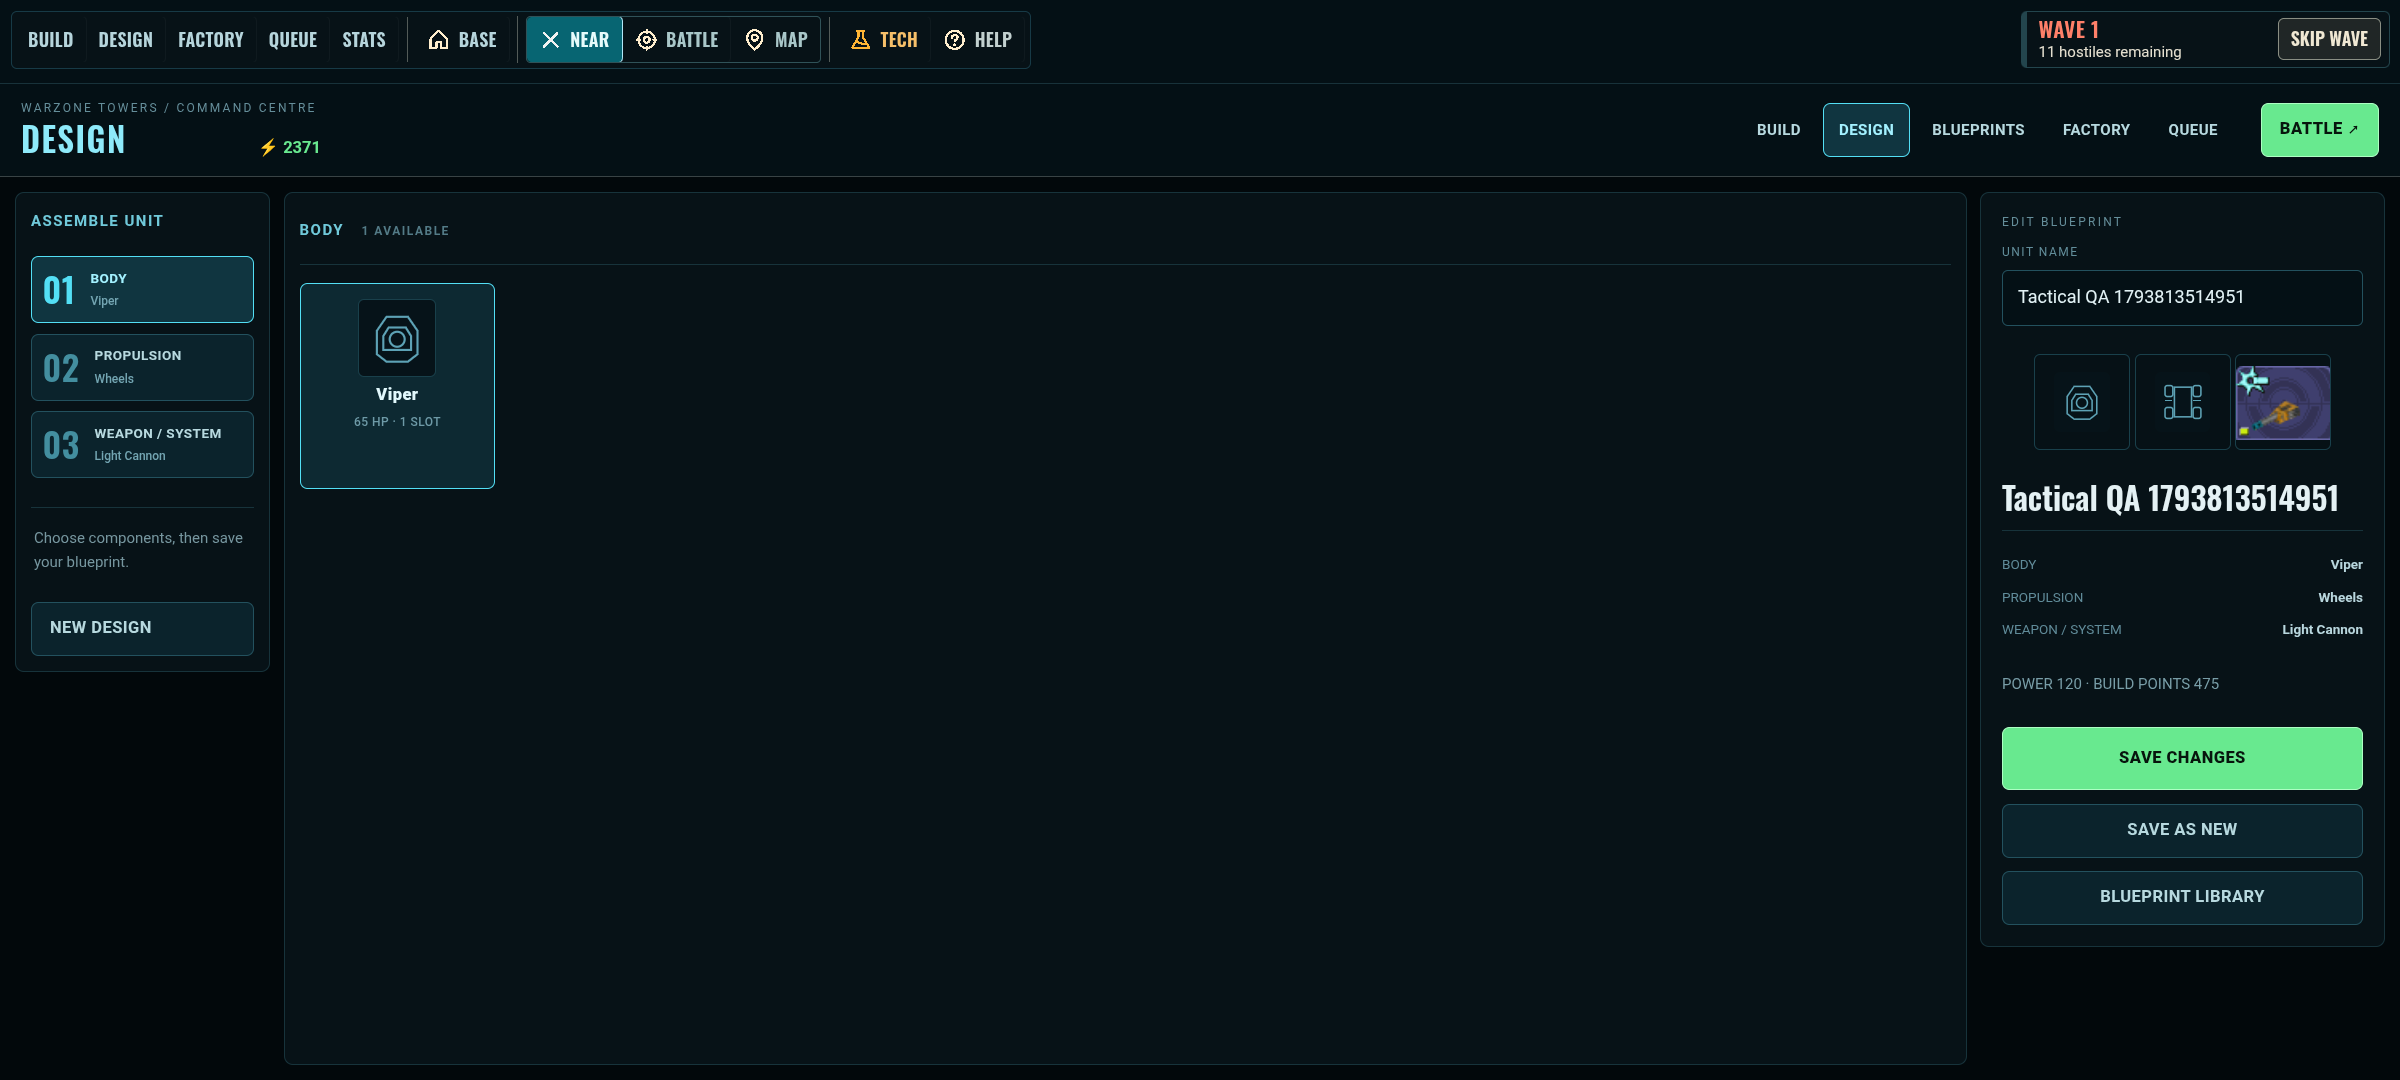 BUILD DESIGN FACTORY QUEUE STATS BASE NEAR BATTLE MAP TECH HELP
WAVE 1
11 hostiles remaining
SKIP WAVE
WARZONE TOWERS / COMMAND CENTRE
DESIGN
⚡ 2371
BUILD DESIGN BLUEPRINTS FACTORY QUEUE BATTLE ↗
ASSEMBLE UNIT
01 BODY
Viper
02 PROPULSION
Wheels
03 WEAPON / SYSTEM
Light Cannon
Choose components, then save
your blueprint.
NEW DESIGN
BODY 1 AVAILABLE
Viper
65 HP · 1 SLOT
EDIT BLUEPRINT
UNIT NAME
Tactical QA 1793813514951
Tactical QA 1793813514951
BODY Viper
PROPULSION Wheels
WEAPON / SYSTEM Light Cannon
POWER 120 · BUILD POINTS 475
SAVE CHANGES
SAVE AS NEW
BLUEPRINT LIBRARY